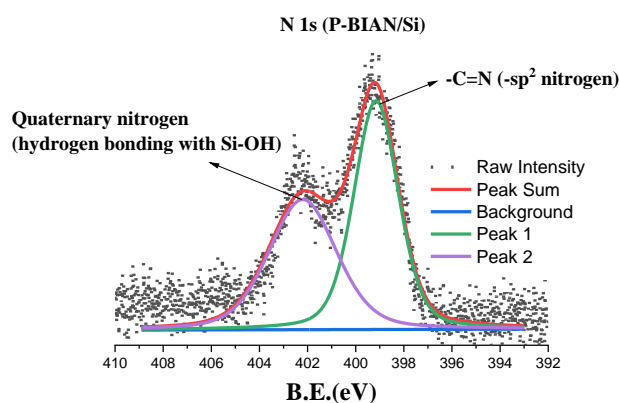 N 1s (P-BIAN/Si)
-C=N (-sp² nitrogen)
Quaternary nitrogen
(hydrogen bonding with Si-OH)
Raw Intensity
Peak Sum
Background
Peak 1
Peak 2
410 408 406 404 402 400 398 396 394 392
B.E.(eV)